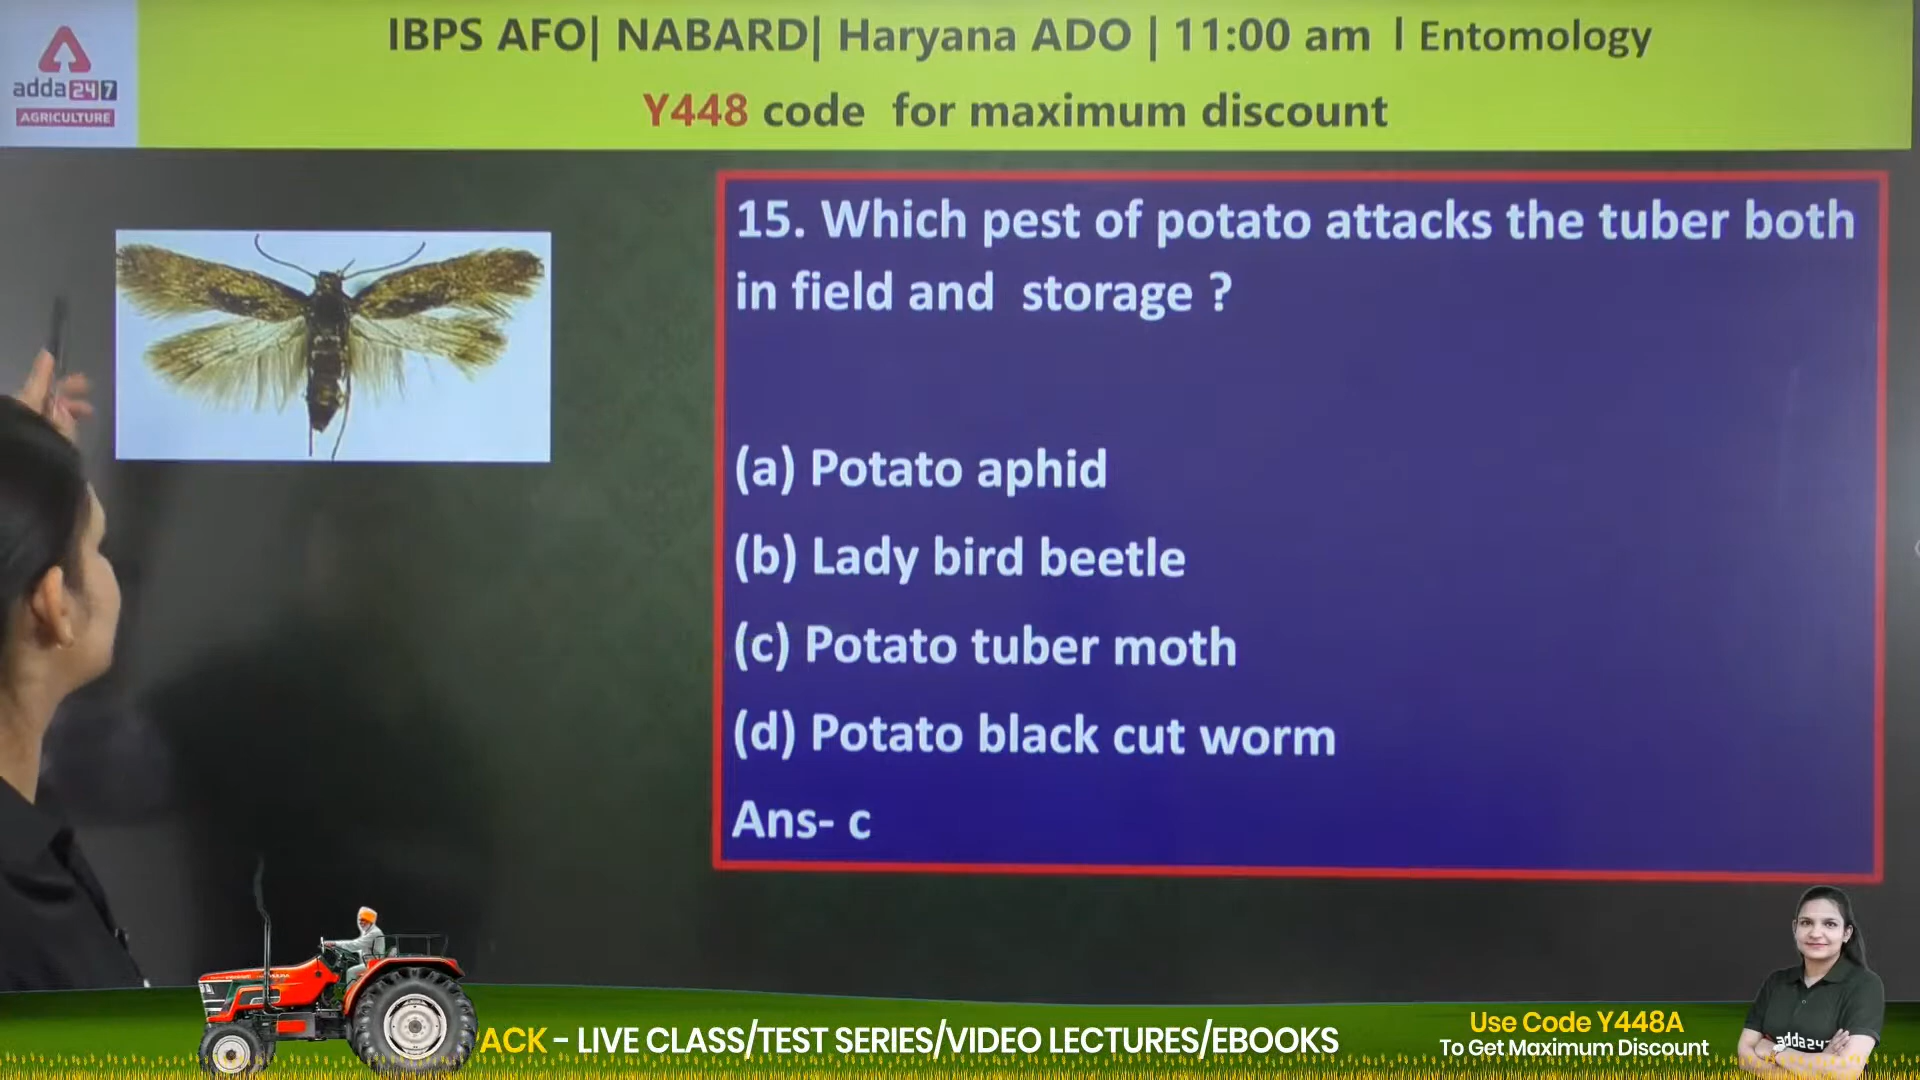 IBPS AFO| NABARD| Haryana ADO | 11:00 am l Entomology
Y448 code for maximum discount
adda247
AGRICULTURE
15. Which pest of potato attacks the tuber both
in field and storage ?
(a) Potato aphid
(b) Lady bird beetle
(c) Potato tuber moth
(d) Potato black cut worm
Ans- c
ACK – LIVE CLASS/TEST SERIES/VIDEO LECTURES/EBOOKS
Use Code Y448A
To Get Maximum Discount
adda247